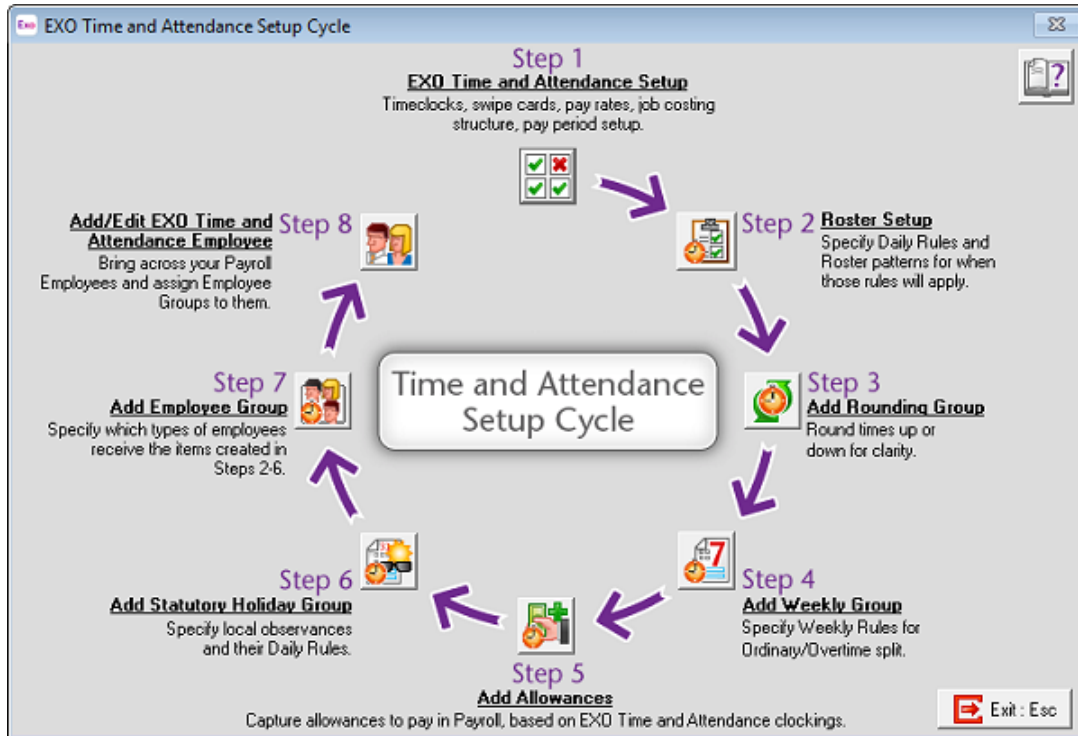 Exo EXO Time and Attendance Setup Cycle
Step 1
EXO Time and Attendance Setup
Timeclocks, swipe cards, pay rates, job costing
structure, pay period setup.
Step 2
Roster Setup
Specify Daily Rules and
Roster patterns for when
those rules will apply.
Step 3
Add Rounding Group
Round times up or
down for clarity.
Step 4
Add Weekly Group
Specify Weekly Rules for
Ordinary/Overtime split.
Step 5
Add Allowances
Capture allowances to pay in Payroll, based on EXO Time and Attendance clockings.
Step 6
Add Statutory Holiday Group
Specify local observances
and their Daily Rules.
Step 7
Add Employee Group
Specify which types of employees
receive the items created in
Steps 2-6.
Step 8
Add/Edit EXO Time and
Attendance Employee
Bring across your Payroll
Employees and assign Employee
Groups to them.
Time and Attendance
Setup Cycle
?
7
Exit : Esc